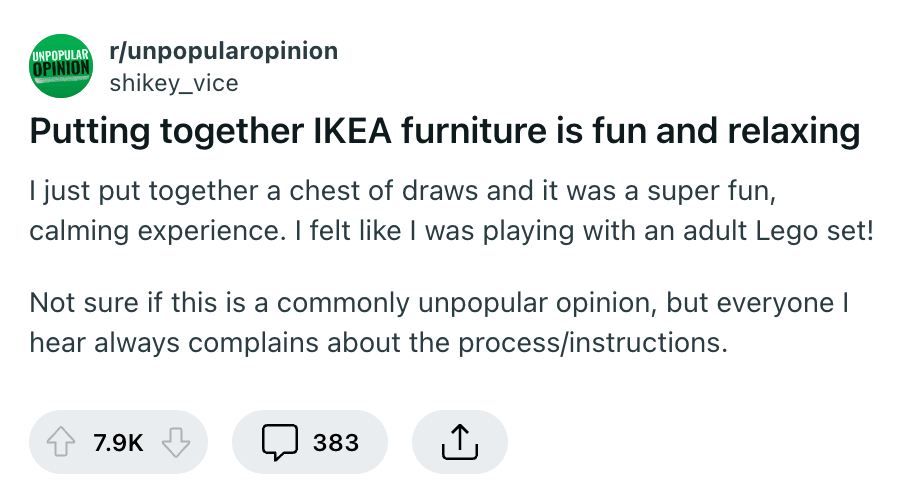 UNPOPULAR
OPINION
r/unpopularopinion
shikey_vice
Putting together IKEA furniture is fun and relaxing
I just put together a chest of draws and it was a super fun,
calming experience. I felt like I was playing with an adult Lego set!
Not sure if this is a commonly unpopular opinion, but everyone I
hear always complains about the process/instructions.
7.9K
383